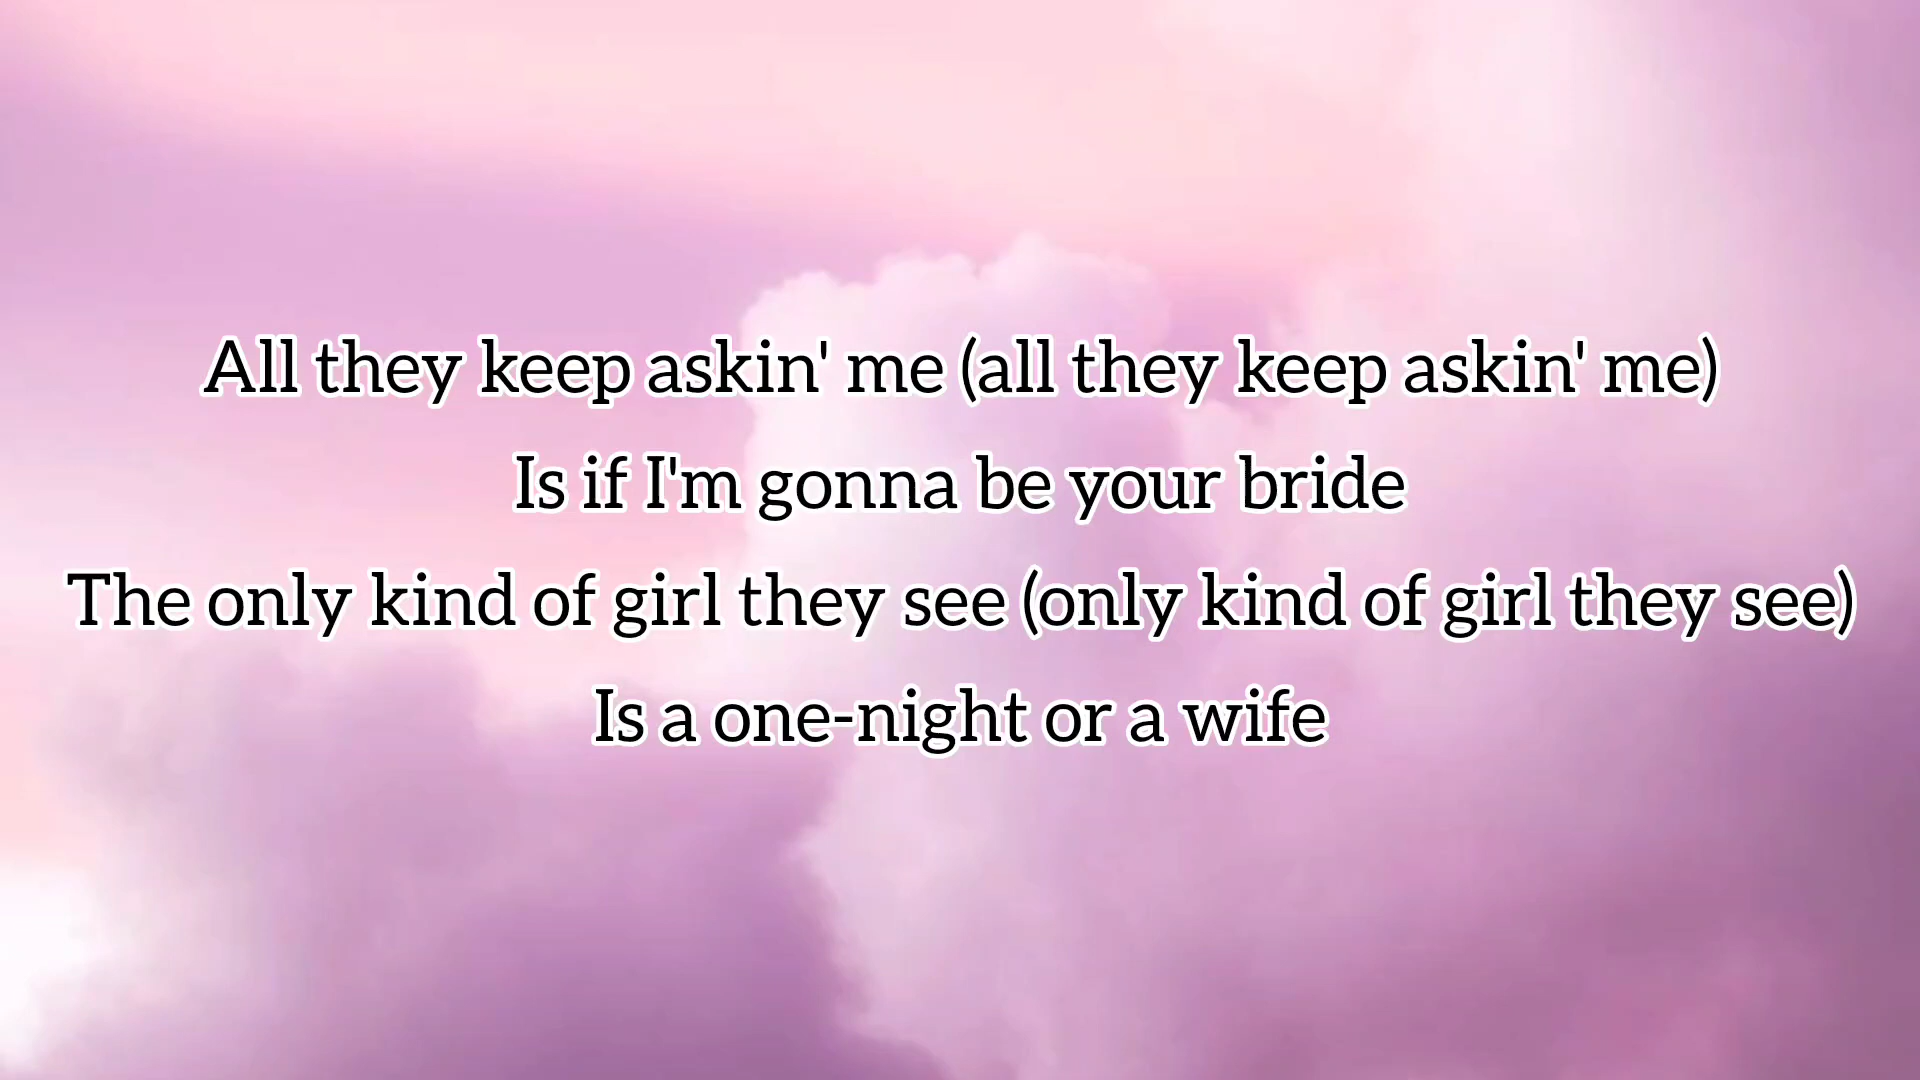 All they keep askin' me (all they keep askin' me)
Is if I'm gonna be your bride
The only kind of girl they see (only kind of girl they see)
Is a one-night or a wife